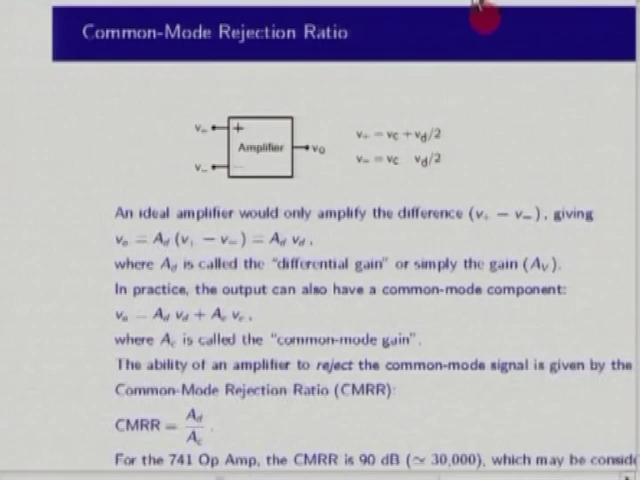 Common-Mode Rejection Ratio
v₊ + Amplifier vo v₊ = vc + vd/2
v₋ v₋ = vc vd/2
An ideal amplifier would only amplify the difference (v₊ − v₋), giving
vo = Ad (v₊ − v₋) = Ad vd,
where Ad is called the "differential gain" or simply the gain (AV).
In practice, the output can also have a common-mode component:
vo = Ad vd + Ac vc,
where Ac is called the "common-mode gain".
The ability of an amplifier to reject the common-mode signal is given by the
Common-Mode Rejection Ratio (CMRR):
CMRR = Ad / Ac .
For the 741 Op Amp, the CMRR is 90 dB (≃ 30,000), which may be